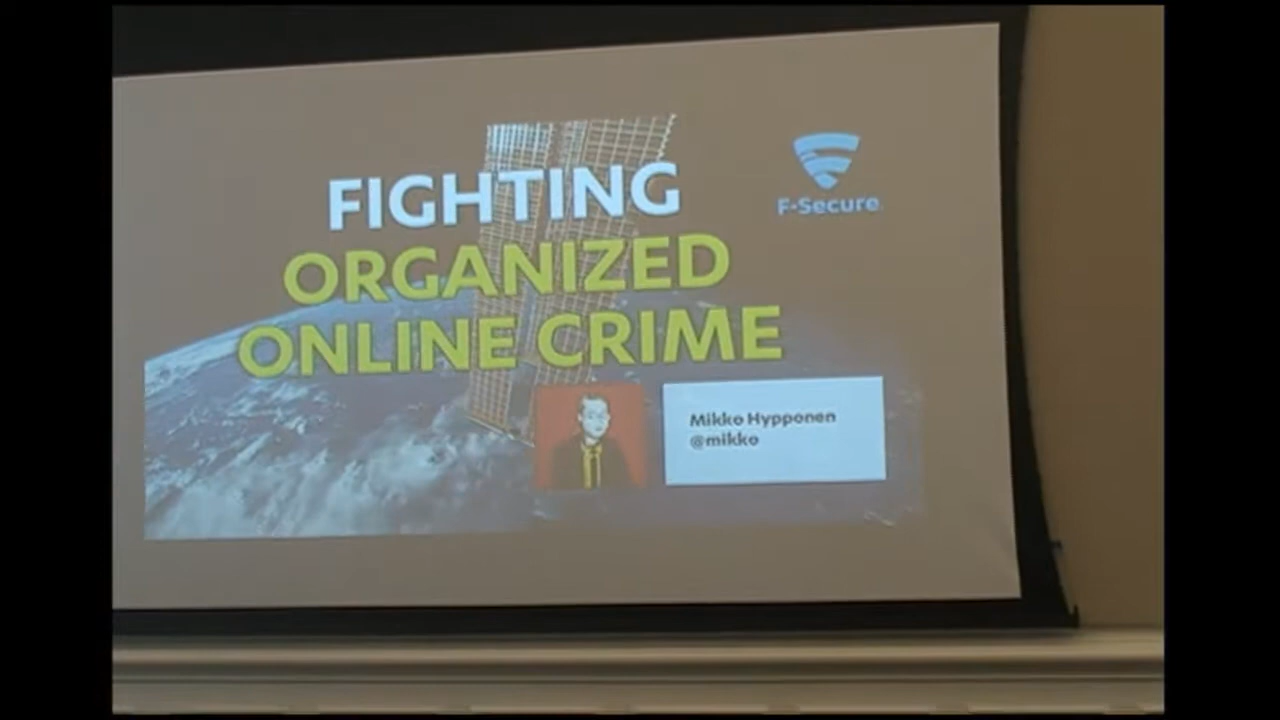 FIGHTING
ORGANIZED
ONLINE CRIME
F-Secure
Mikko Hypponen
@mikko